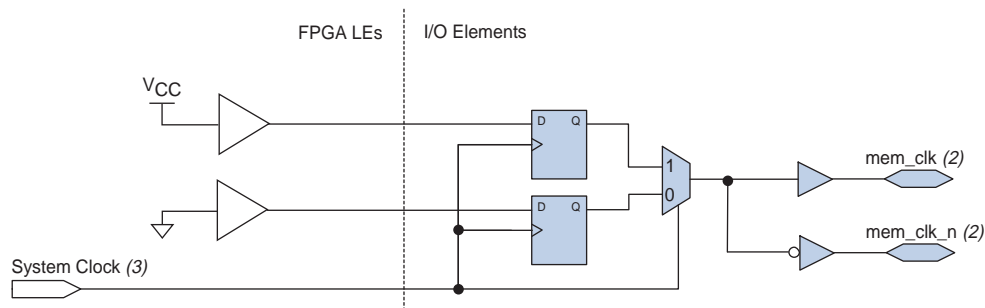 FPGA LEs
I/O Elements
VCC
D Q
1
0
mem_clk (2)
D Q
mem_clk_n (2)
System Clock (3)